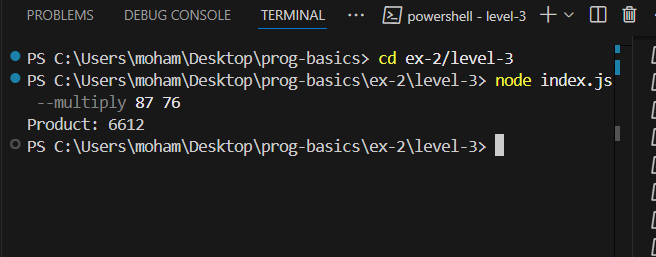 PROBLEMS DEBUG CONSOLE TERMINAL ··· powershell - level-3
PS C:\Users\moham\Desktop\prog-basics> cd ex-2/level-3
PS C:\Users\moham\Desktop\prog-basics\ex-2\level-3> node index.js
--multiply 87 76
Product: 6612
PS C:\Users\moham\Desktop\prog-basics\ex-2\level-3>